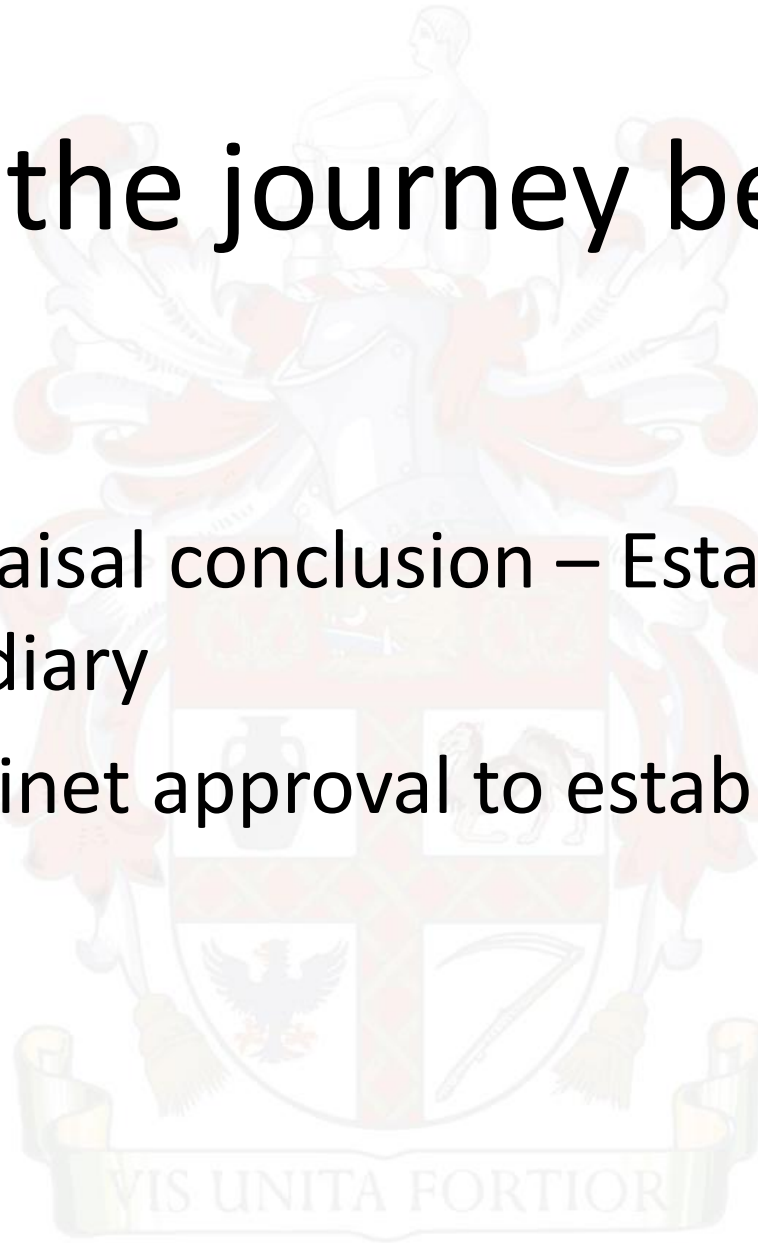 the journey be
aisal conclusion – Esta
diary
inet approval to estab
VIS UNITA FORTIOR